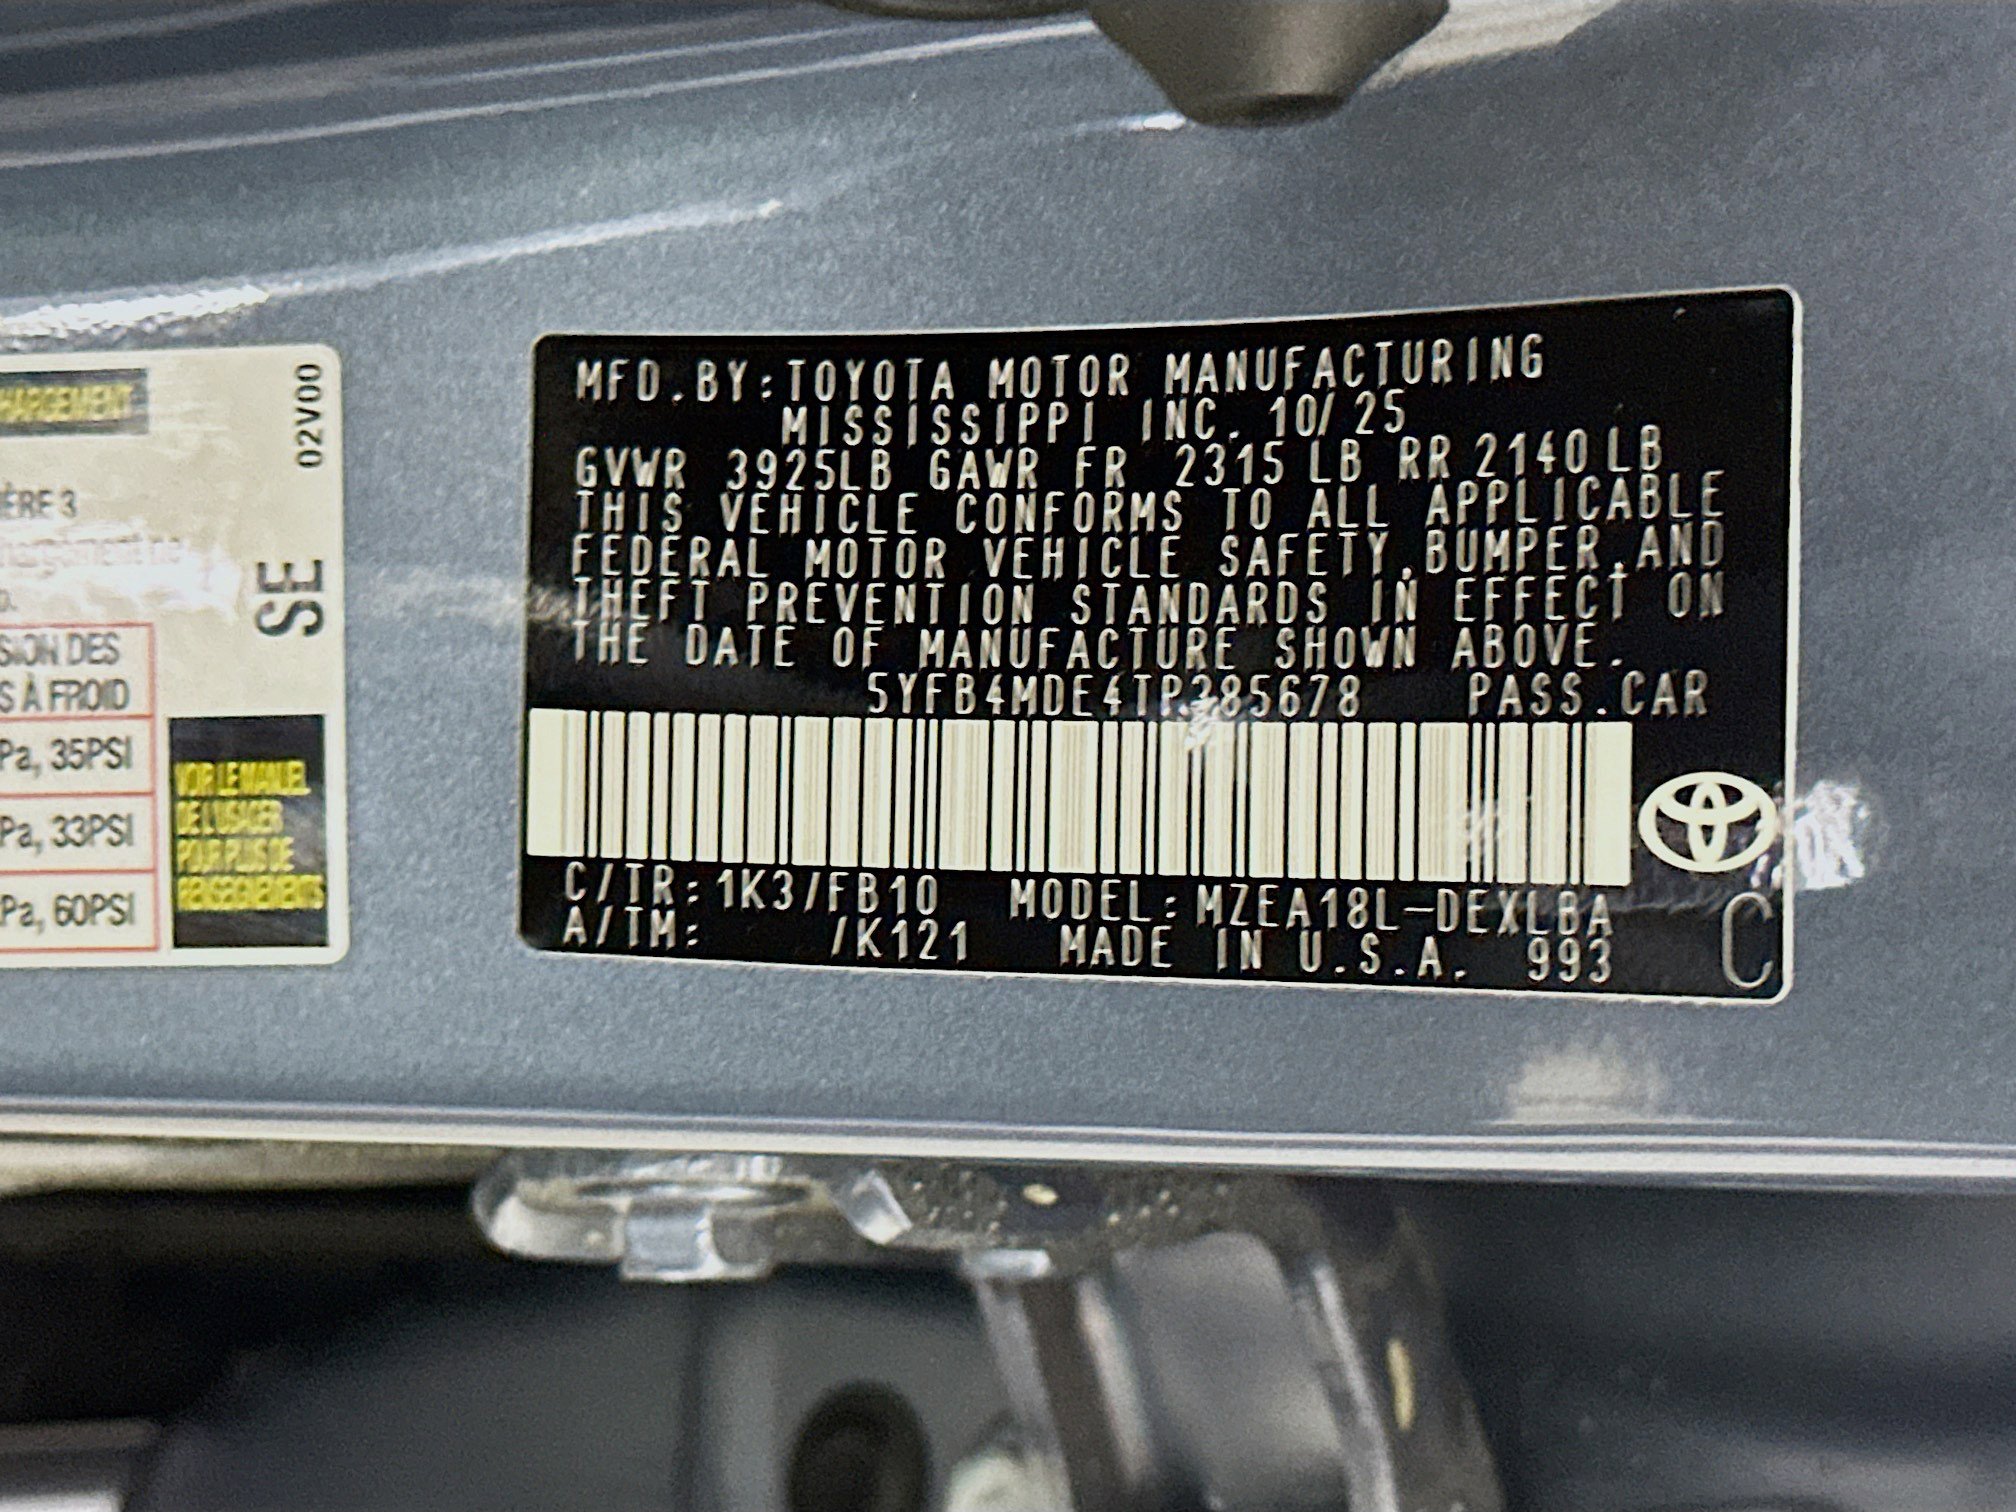 HARGEMENT
02V00
ÈRE 3
SE
SION DES
S À FROID
Pa, 35PSI
Pa, 33PSI
Pa, 60PSI
VOIR LE MANUEL
DE L'USAGER
POUR PLUS DE
RENSEIGNEMENTS
MFD.BY:TOYOTA MOTOR MANUFACTURING
MISSISSIPPI INC. 10/25
GVWR 3925LB GAWR FR 2315 LB RR 2140 LB
THIS VEHICLE CONFORMS TO ALL APPLICABLE
FEDERAL MOTOR VEHICLE SAFETY,BUMPER,AND
THEFT PREVENTION STANDARDS IN EFFECT ON
THE DATE OF MANUFACTURE SHOWN ABOVE.
5YFB4MDE4TP385678 PASS.CAR
C/TR:1K3/FB10 MODEL:MZEA18L-DEXLBA
A/TM: /K121 MADE IN U.S.A. 993
C